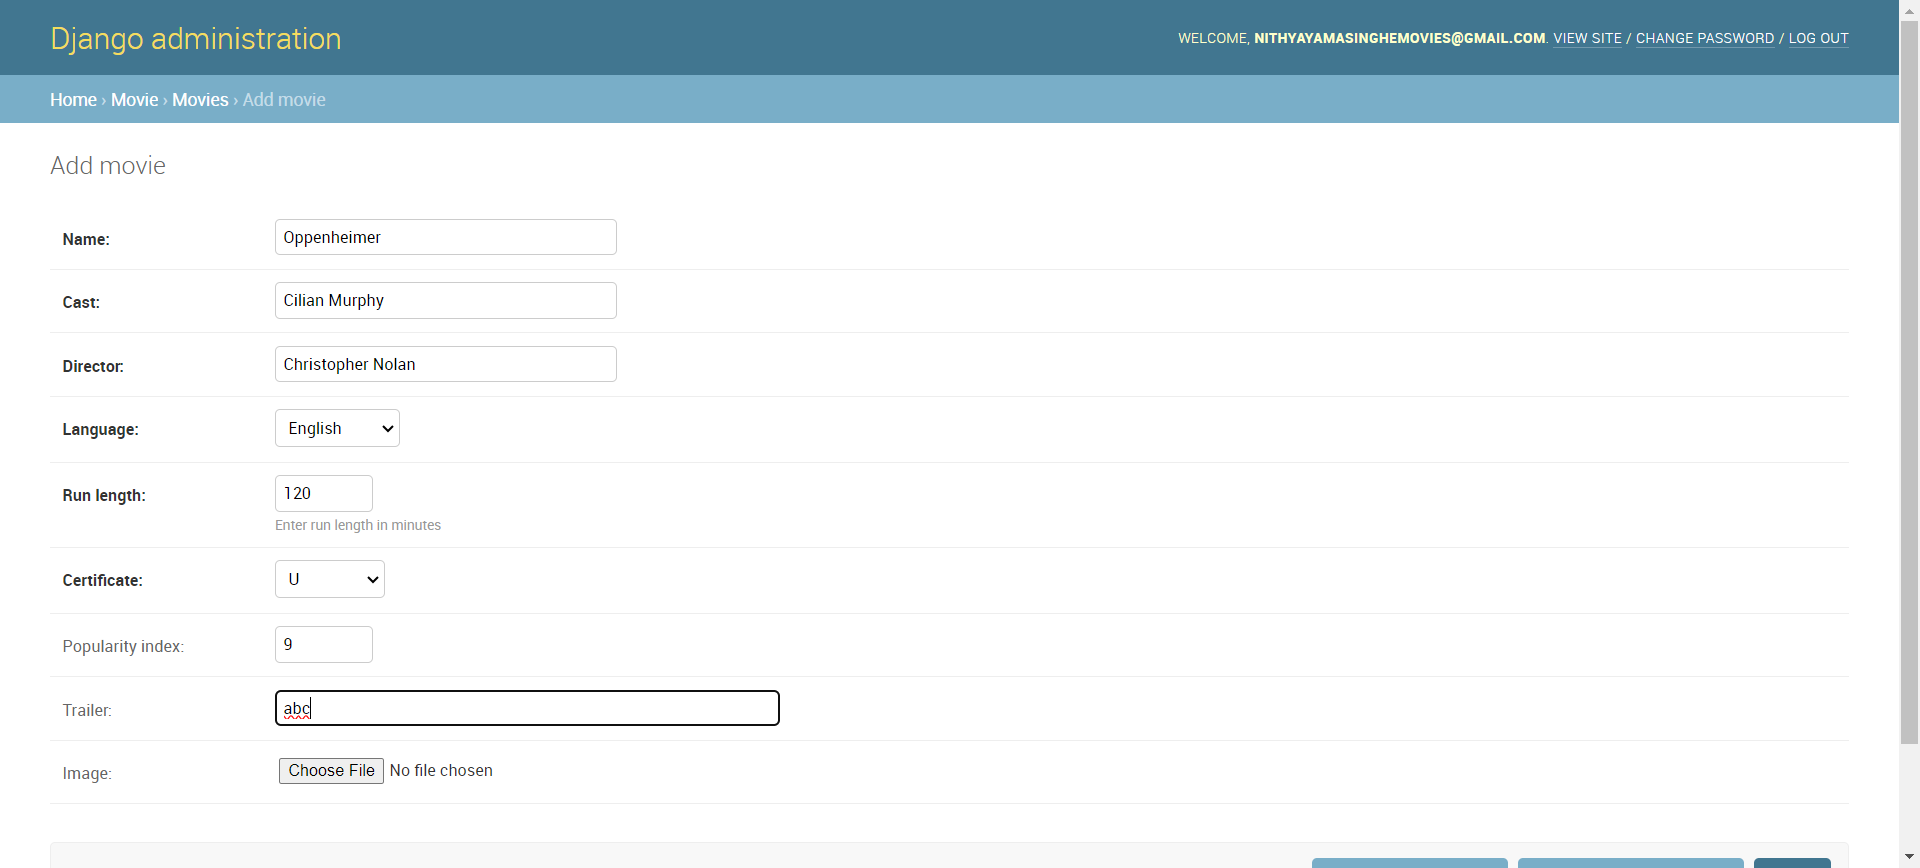 Django administration
WELCOME, NITHYAYAMASINGHEMOVIES@GMAIL.COM. VIEW SITE / CHANGE PASSWORD / LOG OUT
Home › Movie › Movies › Add movie
Add movie
Name: Oppenheimer
Cast: Cilian Murphy
Director: Christopher Nolan
Language: English
Run length: 120
Enter run length in minutes
Certificate: U
Popularity index: 9
Trailer: abc
Image: Choose File No file chosen